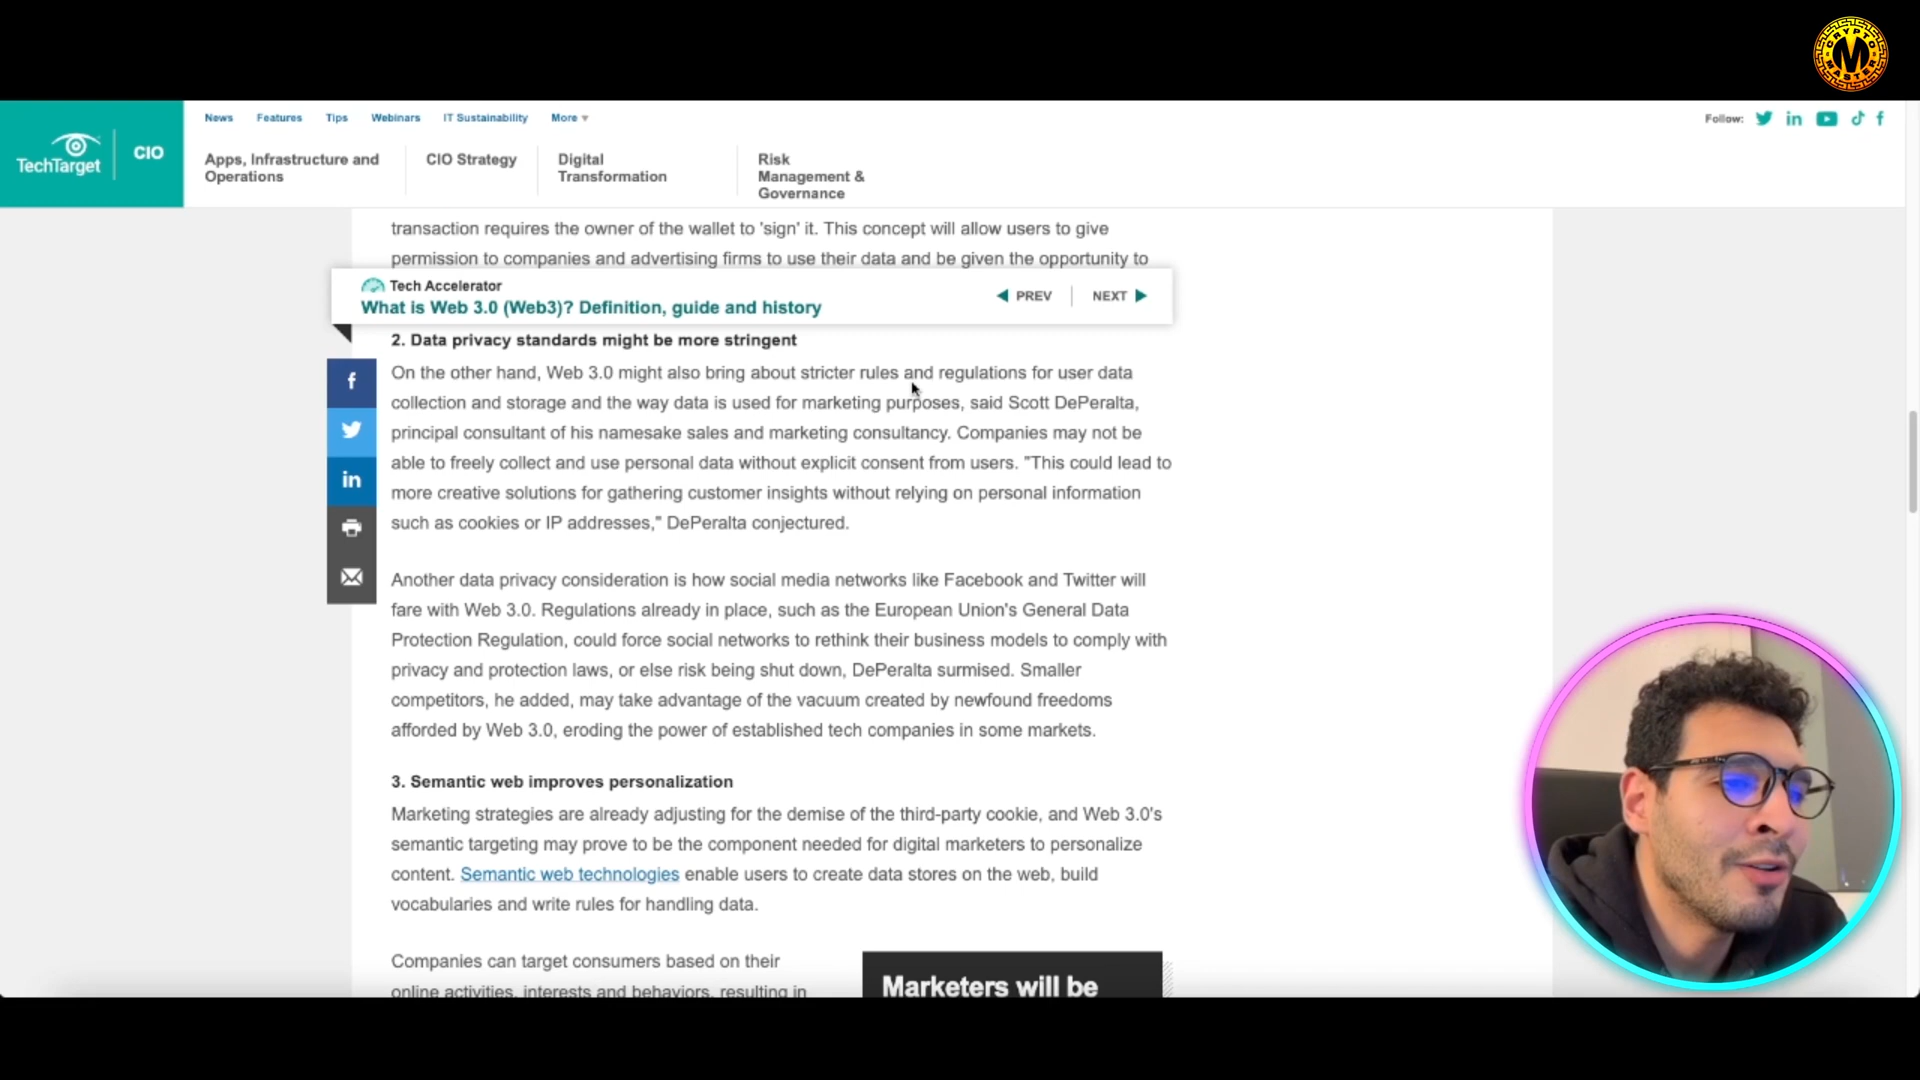 CRYPTO
M
MASTER
TechTarget
CIO
News Features Tips Webinars IT Sustainability More
Follow:
Apps, Infrastructure and
Operations
CIO Strategy
Digital
Transformation
Risk
Management &
Governance
transaction requires the owner of the wallet to 'sign' it. This concept will allow users to give
permission to companies and advertising firms to use their data and be given the opportunity to
Tech Accelerator
What is Web 3.0 (Web3)? Definition, guide and history
PREV NEXT
2. Data privacy standards might be more stringent
On the other hand, Web 3.0 might also bring about stricter rules and regulations for user data
collection and storage and the way data is used for marketing purposes, said Scott DePeralta,
principal consultant of his namesake sales and marketing consultancy. Companies may not be
able to freely collect and use personal data without explicit consent from users. "This could lead to
more creative solutions for gathering customer insights without relying on personal information
such as cookies or IP addresses," DePeralta conjectured.
Another data privacy consideration is how social media networks like Facebook and Twitter will
fare with Web 3.0. Regulations already in place, such as the European Union's General Data
Protection Regulation, could force social networks to rethink their business models to comply with
privacy and protection laws, or else risk being shut down, DePeralta surmised. Smaller
competitors, he added, may take advantage of the vacuum created by newfound freedoms
afforded by Web 3.0, eroding the power of established tech companies in some markets.
3. Semantic web improves personalization
Marketing strategies are already adjusting for the demise of the third-party cookie, and Web 3.0's
semantic targeting may prove to be the component needed for digital marketers to personalize
content. Semantic web technologies enable users to create data stores on the web, build
vocabularies and write rules for handling data.
Companies can target consumers based on their
online activities, interests and behaviors, resulting in
Marketers will be